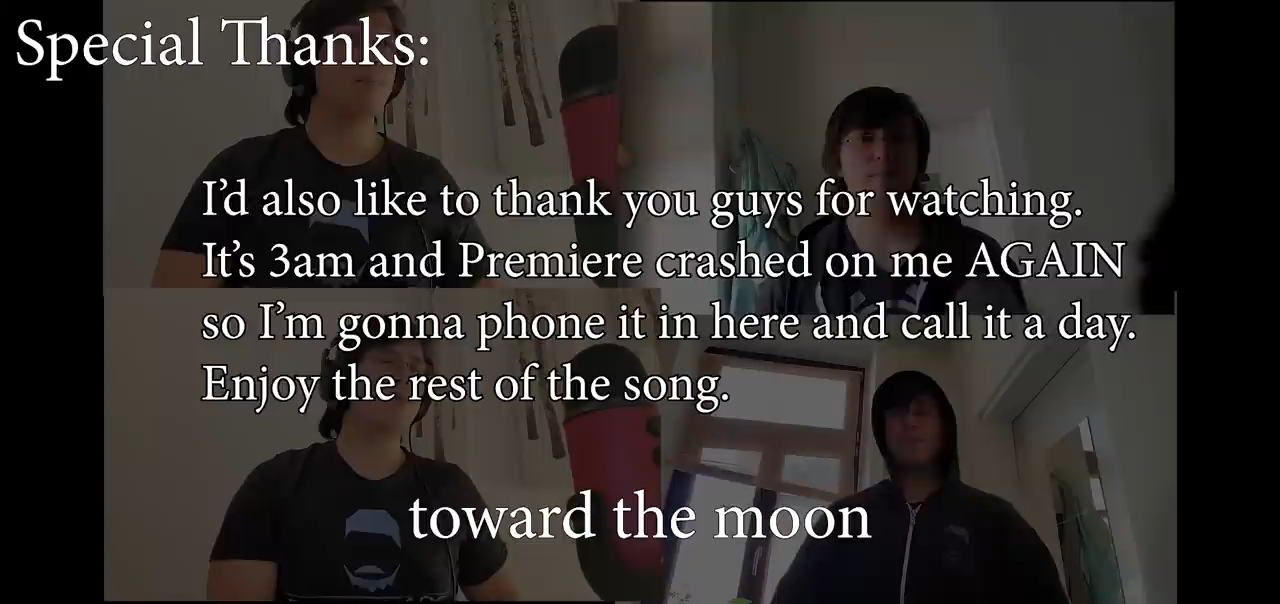 Special Thanks:
I'd also like to thank you guys for watching.
It's 3am and Premiere crashed on me AGAIN
so I'm gonna phone it in here and call it a day.
Enjoy the rest of the song.
toward the moon